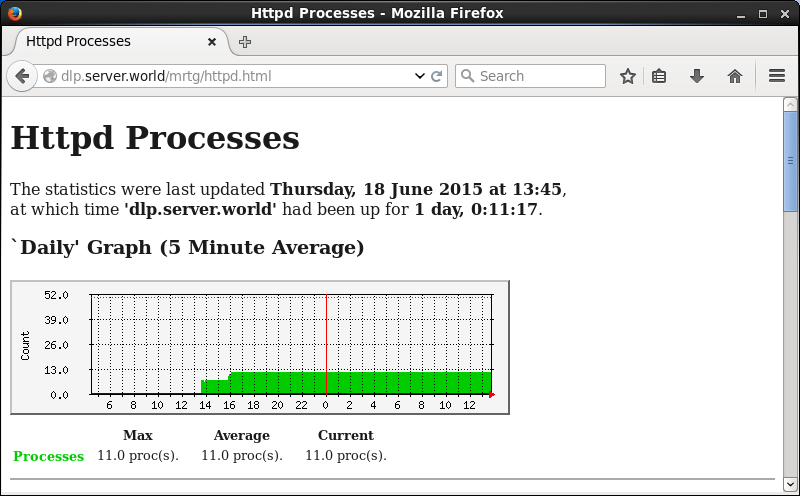 Httpd Processes - Mozilla Firefox
Httpd Processes
dlp.server.world/mrtg/httpd.html
Search
Httpd Processes
The statistics were last updated Thursday, 18 June 2015 at 13:45,
at which time 'dlp.server.world' had been up for 1 day, 0:11:17.
`Daily' Graph (5 Minute Average)
52.0
39.0
26.0
13.0
0.0
Count
6 8 10 12 14 16 18 20 22 0 2 4 6 8 10 12
Max Average Current
Processes 11.0 proc(s). 11.0 proc(s). 11.0 proc(s).